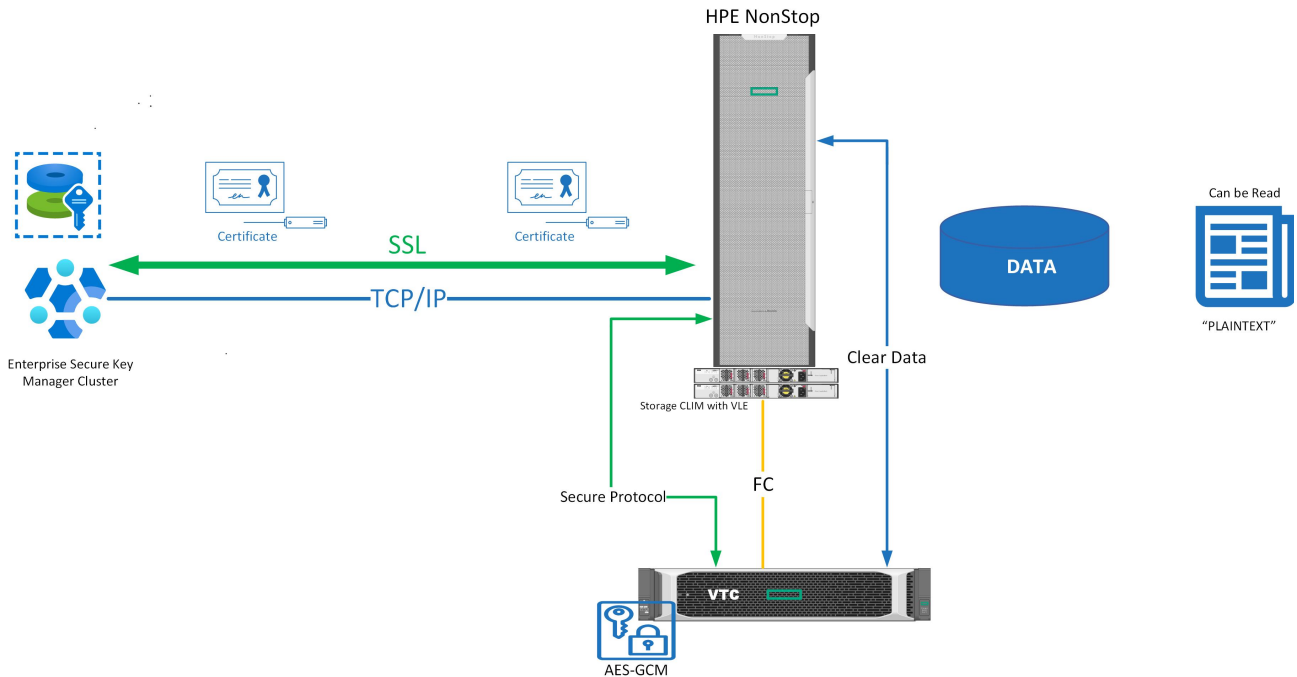 HPE NonStop
Can be Read
Certificate
Certificate
SSL
DATA
TCP/IP
"PLAINTEXT"
Enterprise Secure Key
Manager Cluster
Clear Data
Storage CLIM with VLE
FC
Secure Protocol
VTC
AES-GCM